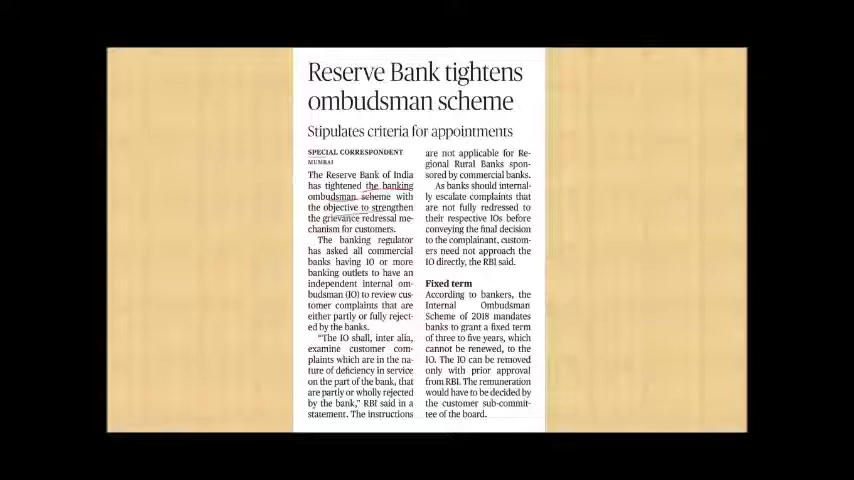 Reserve Bank tightens
ombudsman scheme
Stipulates criteria for appointments
SPECIAL CORRESPONDENT
MUMBAI
The Reserve Bank of India
has tightened the banking
ombudsman scheme with
the objective to strengthen
the grievance redressal me-
chanism for customers.
The banking regulator
has asked all commercial
banks having 10 or more
banking outlets to have an
independent internal om-
budsman (IO) to review cus-
tomer complaints that are
either partly or fully reject-
ed by the banks.
"The IO shall, inter alia,
examine customer com-
plaints which are in the na-
ture of deficiency in service
on the part of the bank, that
are partly or wholly rejected
by the bank," RBI said in a
statement. The instructions
are not applicable for Re-
gional Rural Banks spon-
sored by commercial banks.
As banks should internal-
ly escalate complaints that
are not fully redressed to
their respective IOs before
conveying the final decision
to the complainant, custom-
ers need not approach the
IO directly, the RBI said.
Fixed term
According to bankers, the
Internal Ombudsman
Scheme of 2018 mandates
banks to grant a fixed term
of three to five years, which
cannot be renewed, to the
IO. The IO can be removed
only with prior approval
from RBI. The remuneration
would have to be decided by
the customer sub-commit-
tee of the board.